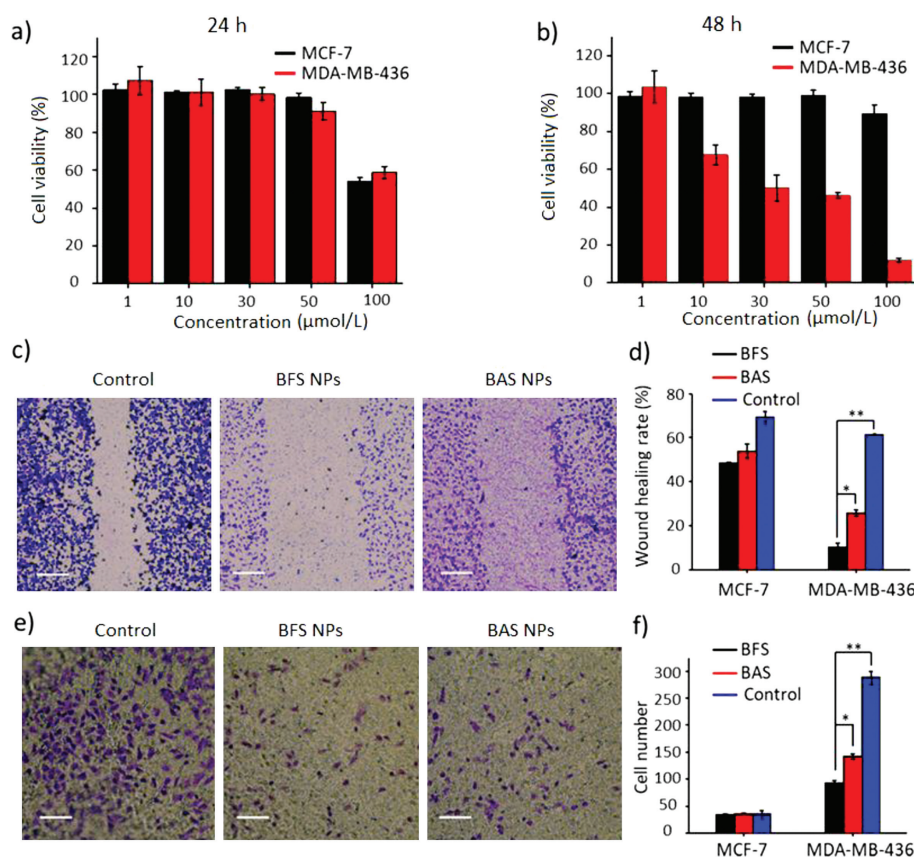 a)
24 h
MCF-7
MDA-MB-436
Cell viability (%)
120
100
80
60
40
20
0
1 10 30 50 100
Concentration (μmol/L)
b)
48 h
MCF-7
MDA-MB-436
Cell viability (%)
120
100
80
60
40
20
0
1 10 30 50 100
Concentration (μmol/L)
c)
Control
BFS NPs
BAS NPs
d)
BFS
BAS
Control
Wound healing rate (%)
80
60
40
20
0
*
**
MCF-7 MDA-MB-436
e)
Control
BFS NPs
BAS NPs
f)
BFS
BAS
Control
Cell number
300
250
200
150
100
50
0
*
**
MCF-7 MDA-MB-436